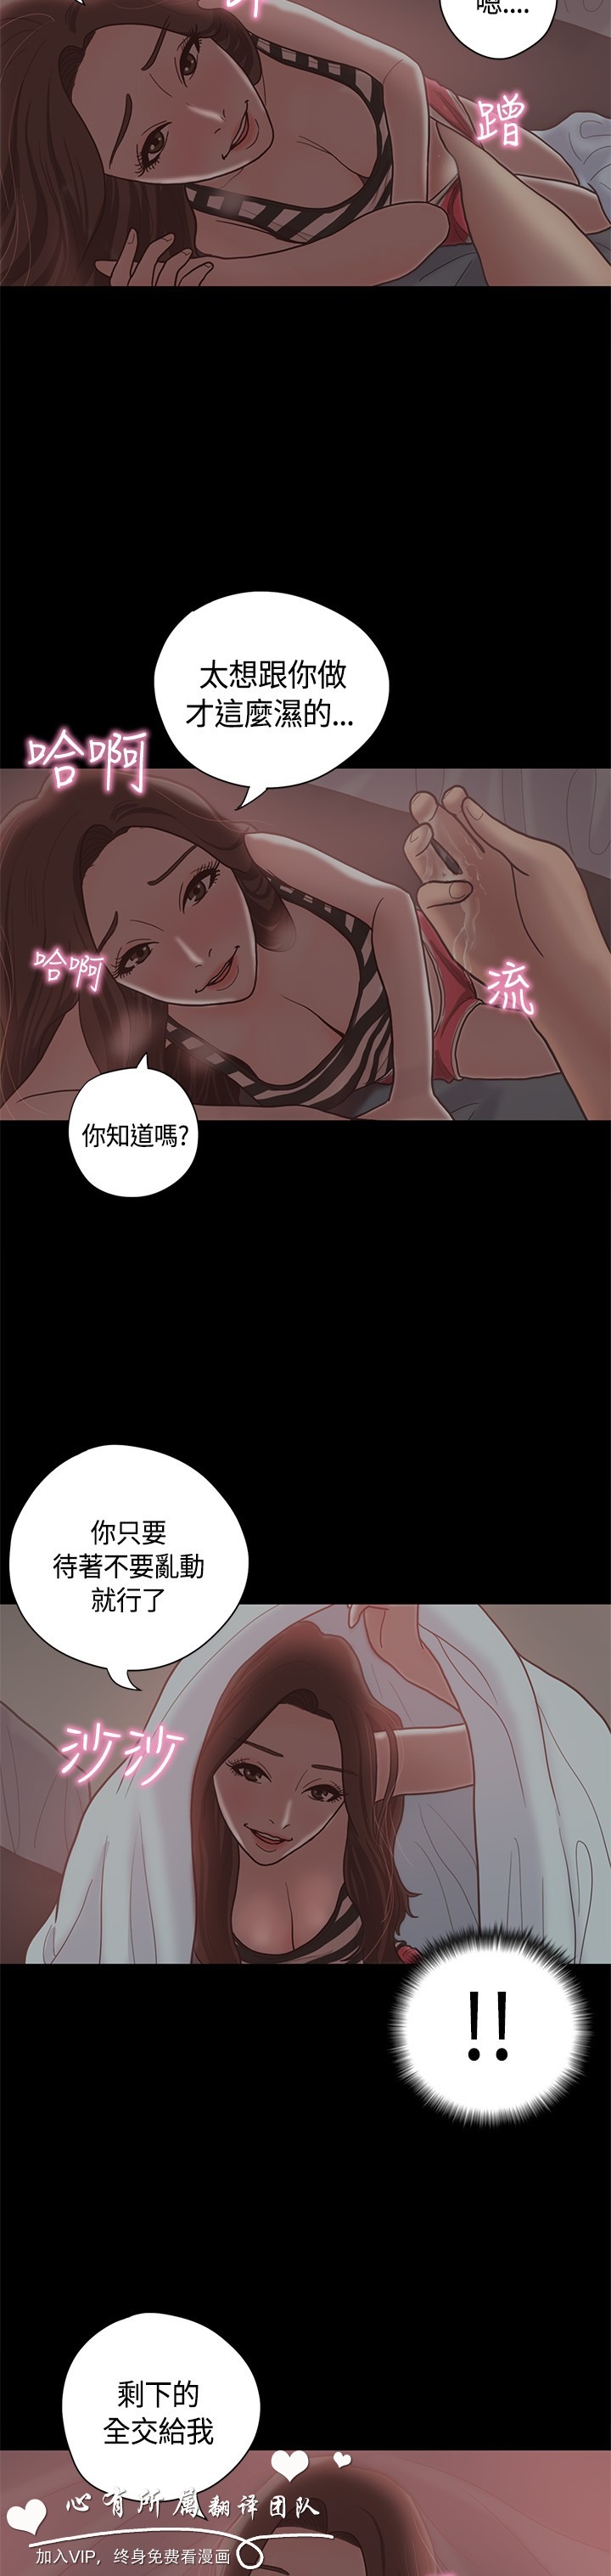 嗯....
蹭
太想跟你做
才這麼濕的...
哈啊
哈啊
流
你知道嗎?
你只要
待著不要亂動
就行了
沙沙
!!
剩下的
全交給我
心有所属翻译团队
加入VIP，终身免费看漫画